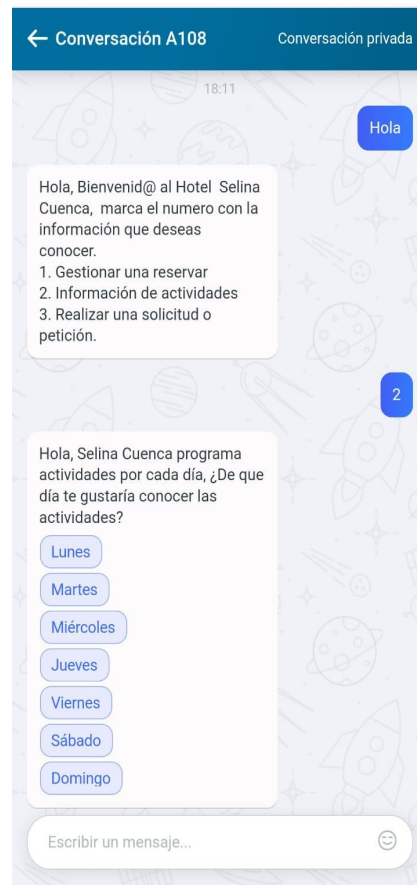 Conversación A108
Conversación privada
18:11
Hola
Hola, Bienvenid@ al Hotel Selina
Cuenca, marca el numero con la
información que deseas
conocer.
1. Gestionar una reservar
2. Información de actividades
3. Realizar una solicitud o
petición.
2
Hola, Selina Cuenca programa
actividades por cada día, ¿De que
día te gustaría conocer las
actividades?
Lunes
Martes
Miércoles
Jueves
Viernes
Sábado
Domingo
Escribir un mensaje...